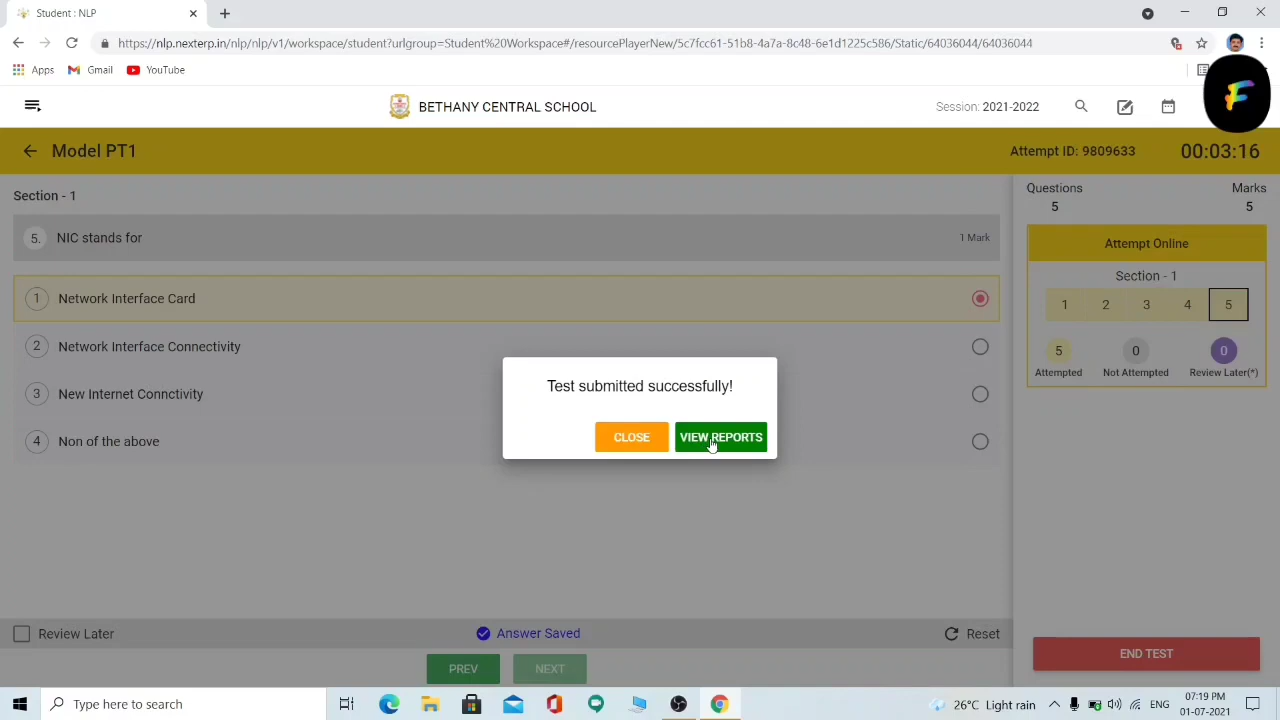 Student : NLP
https://nlp.nexterp.in/nlp/nlp/v1/workspace/student?urlgroup=Student%20Workspace#/resourcePlayerNew/5c7fcc61-51b8-4a7a-8c48-6e1d1225c586/Static/64036044/64036044
Apps Gmail YouTube
BETHANY CENTRAL SCHOOL
Session: 2021-2022
Model PT1
Attempt ID: 9809633
00:03:16
Section - 1
5. NIC stands for
1 Mark
1 Network Interface Card
2 Network Interface Connectivity
3 New Internet Connctivity
4 Non of the above
Questions Marks
5 5
Attempt Online
Section - 1
1 2 3 4 5
5 0 0
Attempted Not Attempted Review Later(*)
Test submitted successfully!
CLOSE VIEW REPORTS
Review Later
Answer Saved
Reset
PREV NEXT
END TEST
Type here to search
26°C Light rain
ENG
07:19 PM
01-07-2021